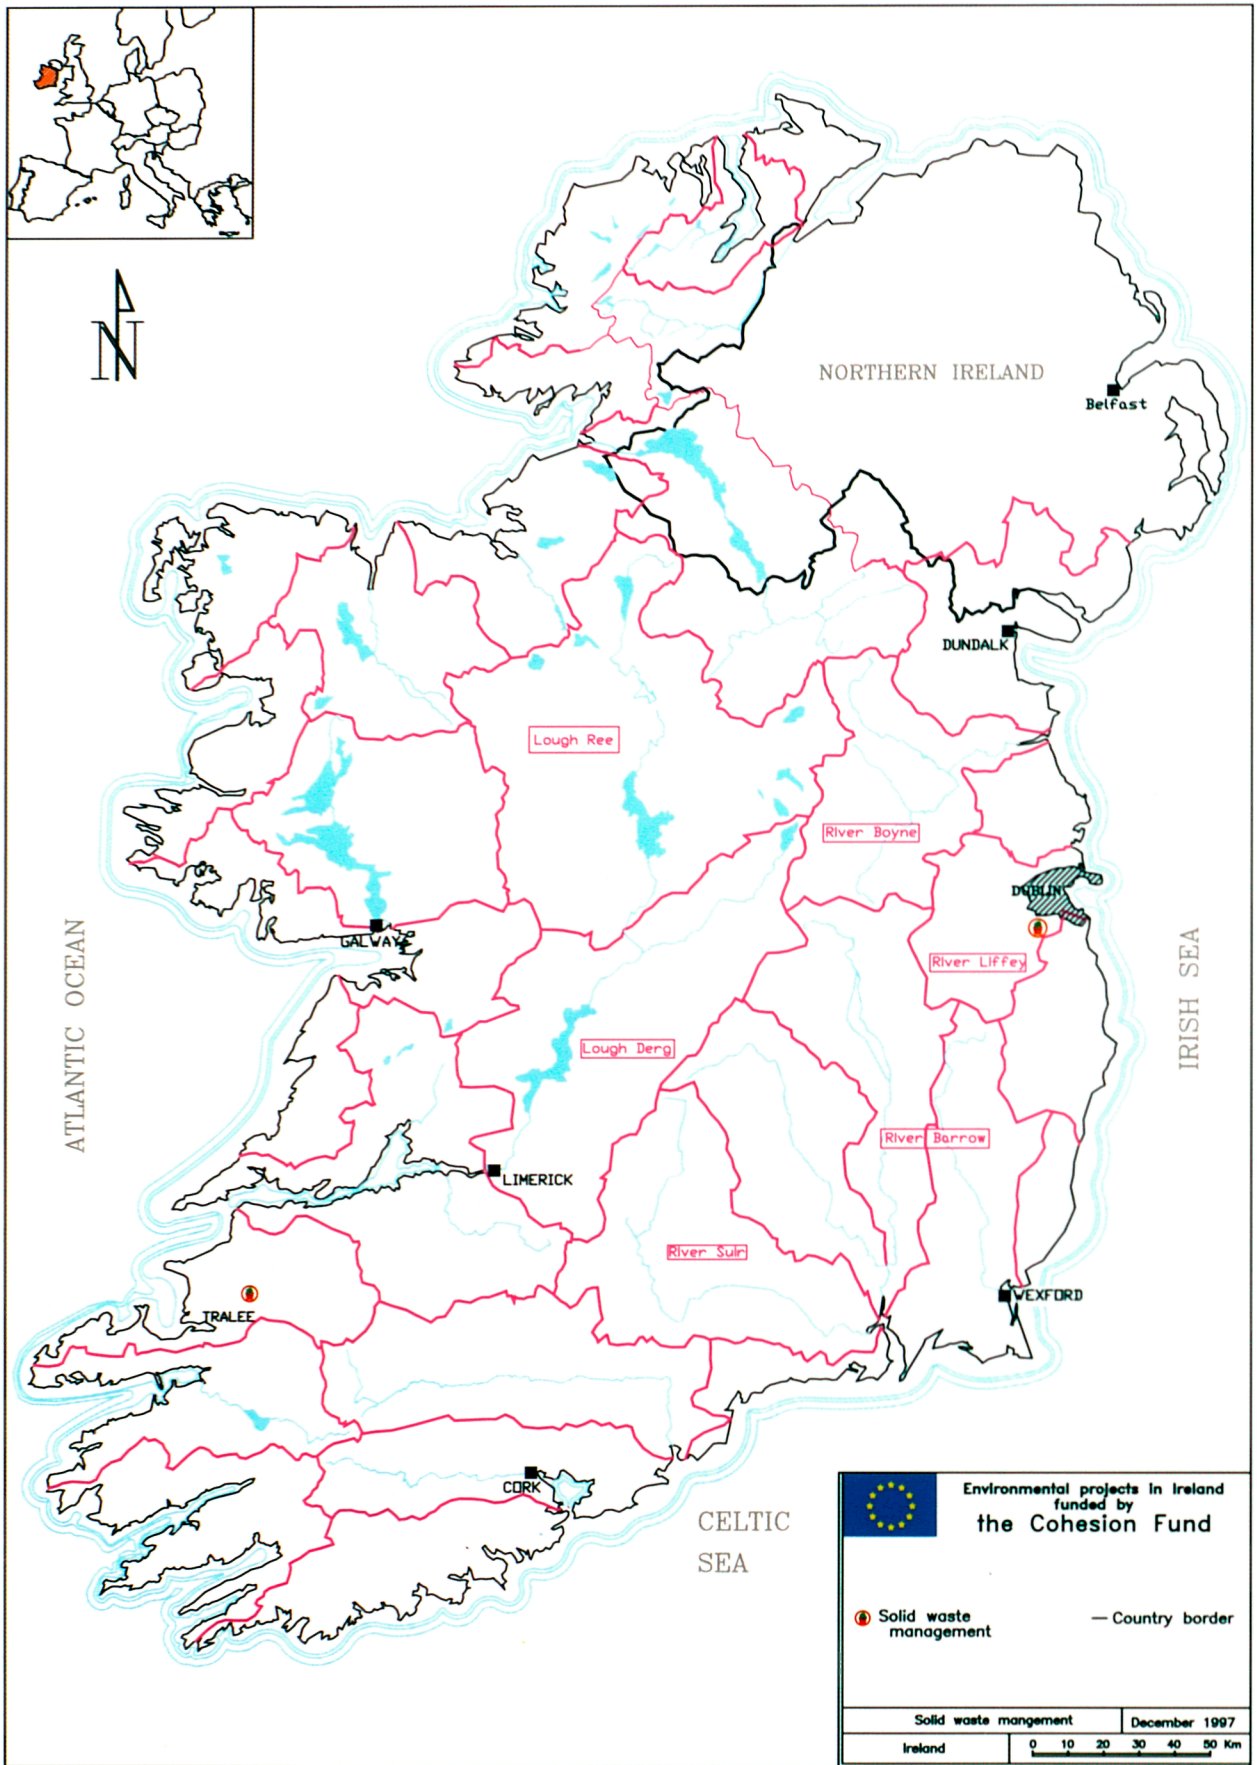 N
NORTHERN IRELAND
Belfast
DUNDALK
Lough Ree
River Boyne
DUBLIN
GALWAY
River Liffey
ATLANTIC OCEAN
IRISH SEA
Lough Derg
River Barrow
LIMERICK
River Suir
TRALEE
WEXFORD
CORK
CELTIC
SEA
Environmental projects in Ireland
funded by
the Cohesion Fund
Solid waste
management
Country border
Solid waste mangement
December 1997
Ireland
0 10 20 30 40 50 Km